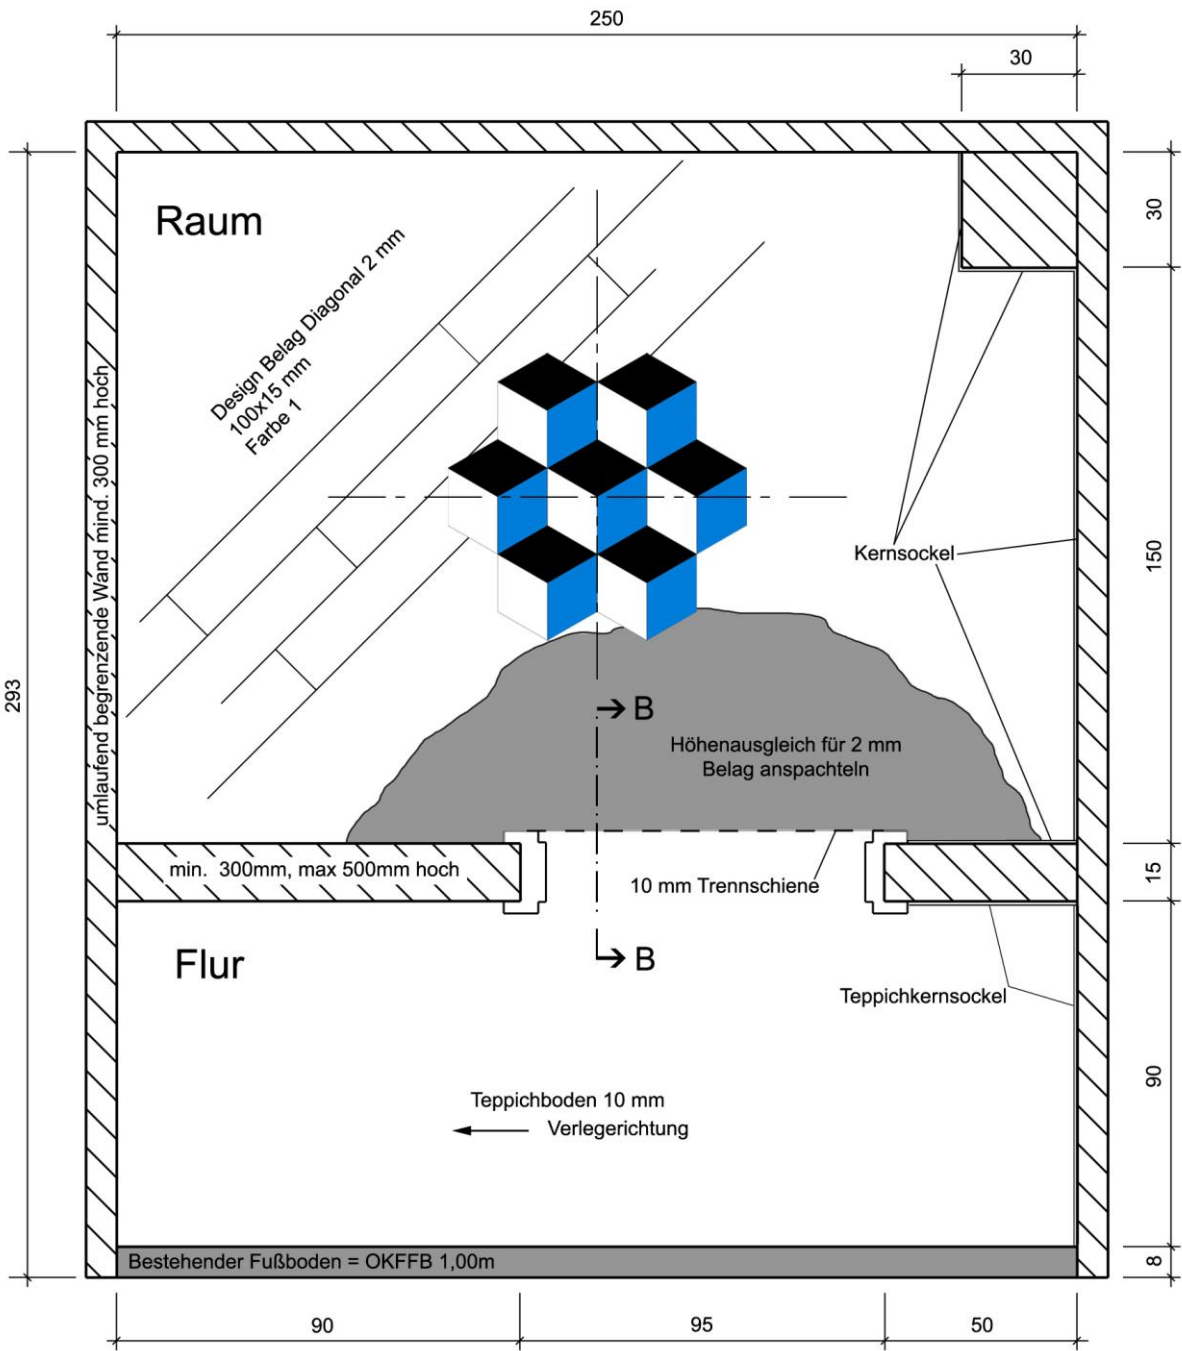 250
30
Raum
30
Design Belag Diagonal 2 mm
100x15 mm
Farbe 1
umlaufend begrenzende Wand mind. 300 mm hoch
Kernsockel
150
293
B
Höhenausgleich für 2 mm
Belag anspachteln
min. 300mm, max 500mm hoch
10 mm Trennschiene
15
Flur
B
Teppichkernsockel
90
Teppichboden 10 mm
Verlegerichtung
Bestehender Fußboden = OKFFB 1,00m
8
90
95
50